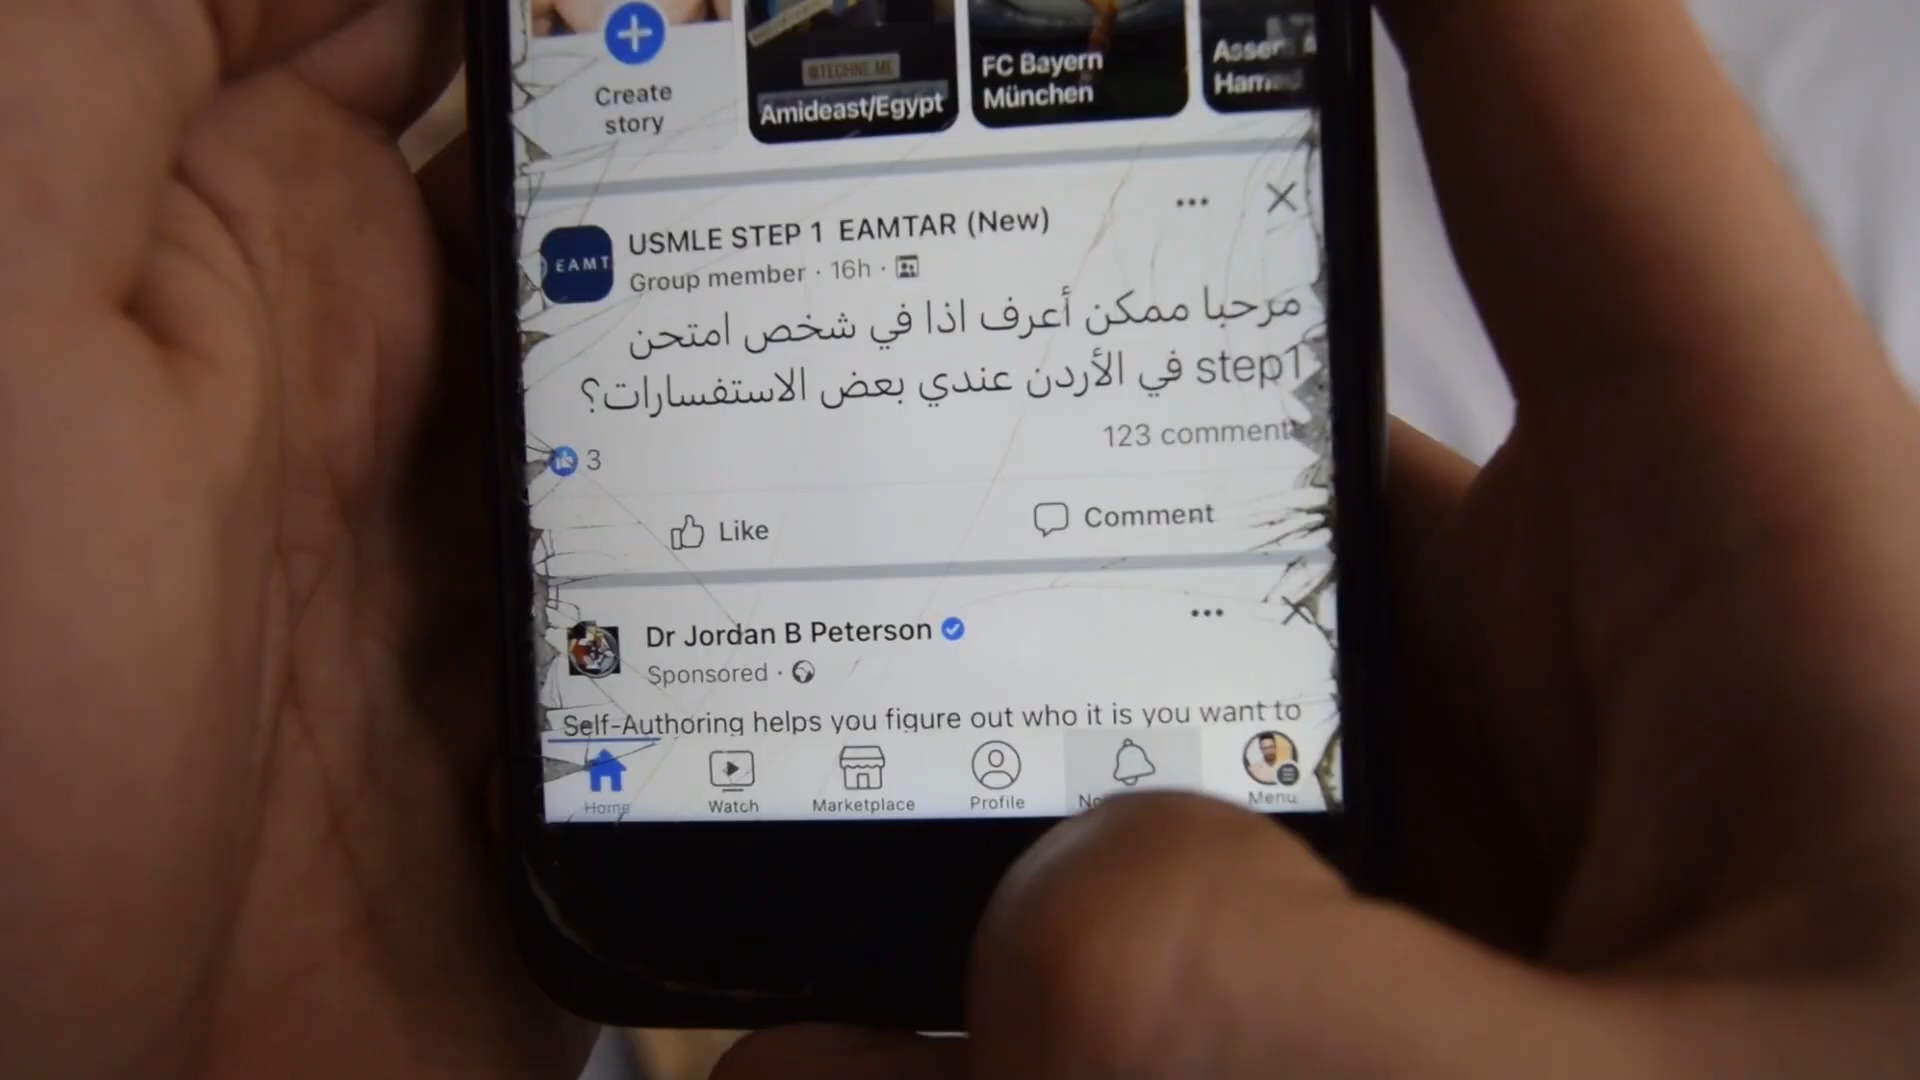 Create
story
@TECHNE.ME
Amideast/Egypt
FC Bayern
München
EAMT
USMLE STEP 1 EAMTAR (New)
Group member · 16h ·
مرحبا ممكن أعرف اذا في شخص امتحن
step1 في الأردن عندي بعض الاستفسارات؟
3
123 comment
Like
Comment
Dr Jordan B Peterson
Sponsored ·
Self-Authoring helps you figure out who it is you want to
Home
Watch
Marketplace
Profile
Menu